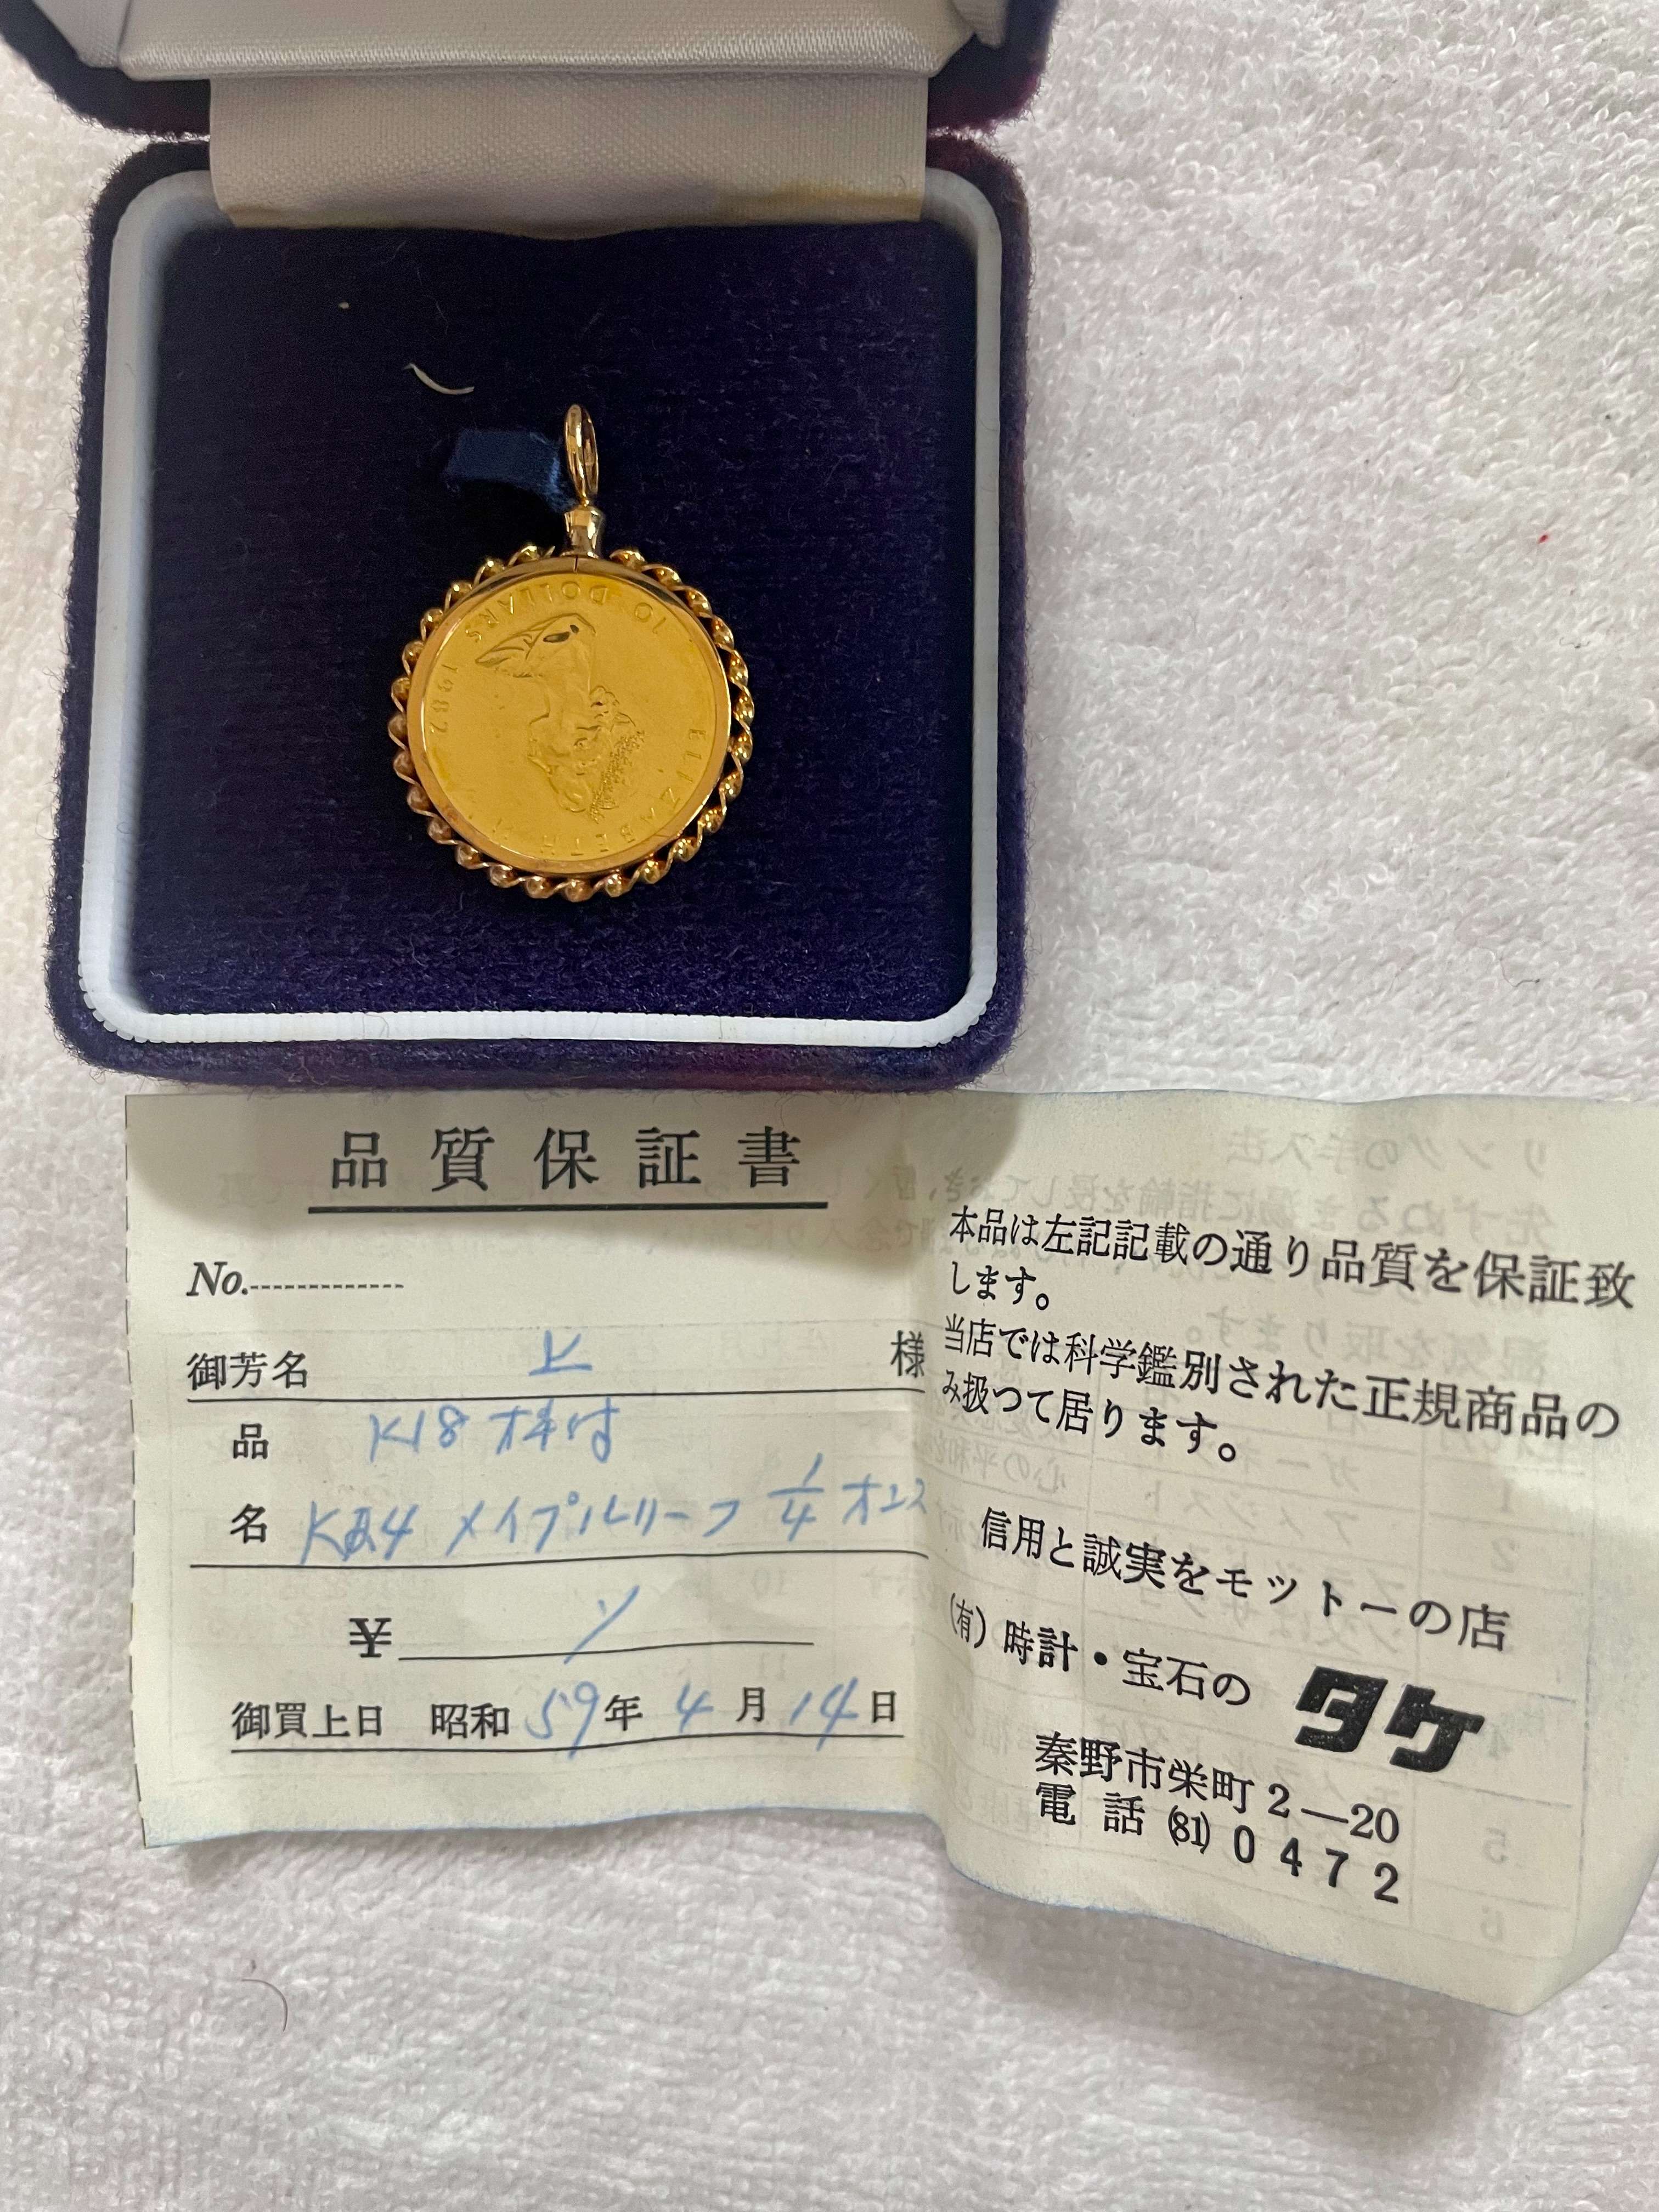 ELIZABETH II
10 DOLLARS 1982
品質保証書
No.
御芳名 上 様
品 K18 枠付
名 K24 メイプルリーフ 1/4 オンス
¥
御買上日 昭和 59年 4月 14日
本品は左記記載の通り品質を保証致
します。
当店では科学鑑別された正規商品の
み扱つて居ります。
信用と誠実をモットーの店
(有) 時計・宝石の タケ
秦野市栄町2―20
電話(81)0472